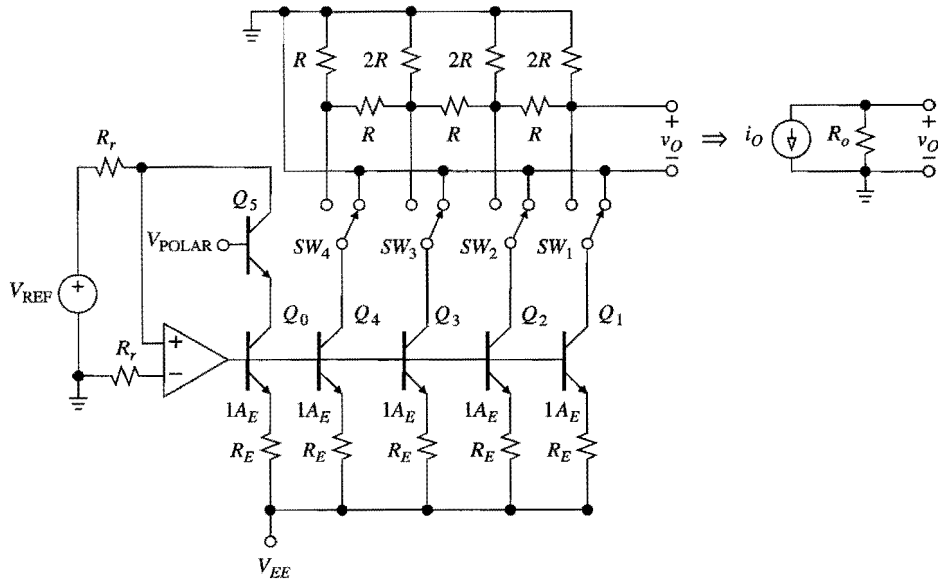 R 2R 2R 2R
R R R
v_O ⇒ i_O R_o v_O
+ +
− −
R_r
Q_5
V_POLAR
SW_4 SW_3 SW_2 SW_1
V_REF
+
Q_0 Q_4 Q_3 Q_2 Q_1
R_r
+
−
1A_E 1A_E 1A_E 1A_E 1A_E
R_E R_E R_E R_E R_E
V_EE